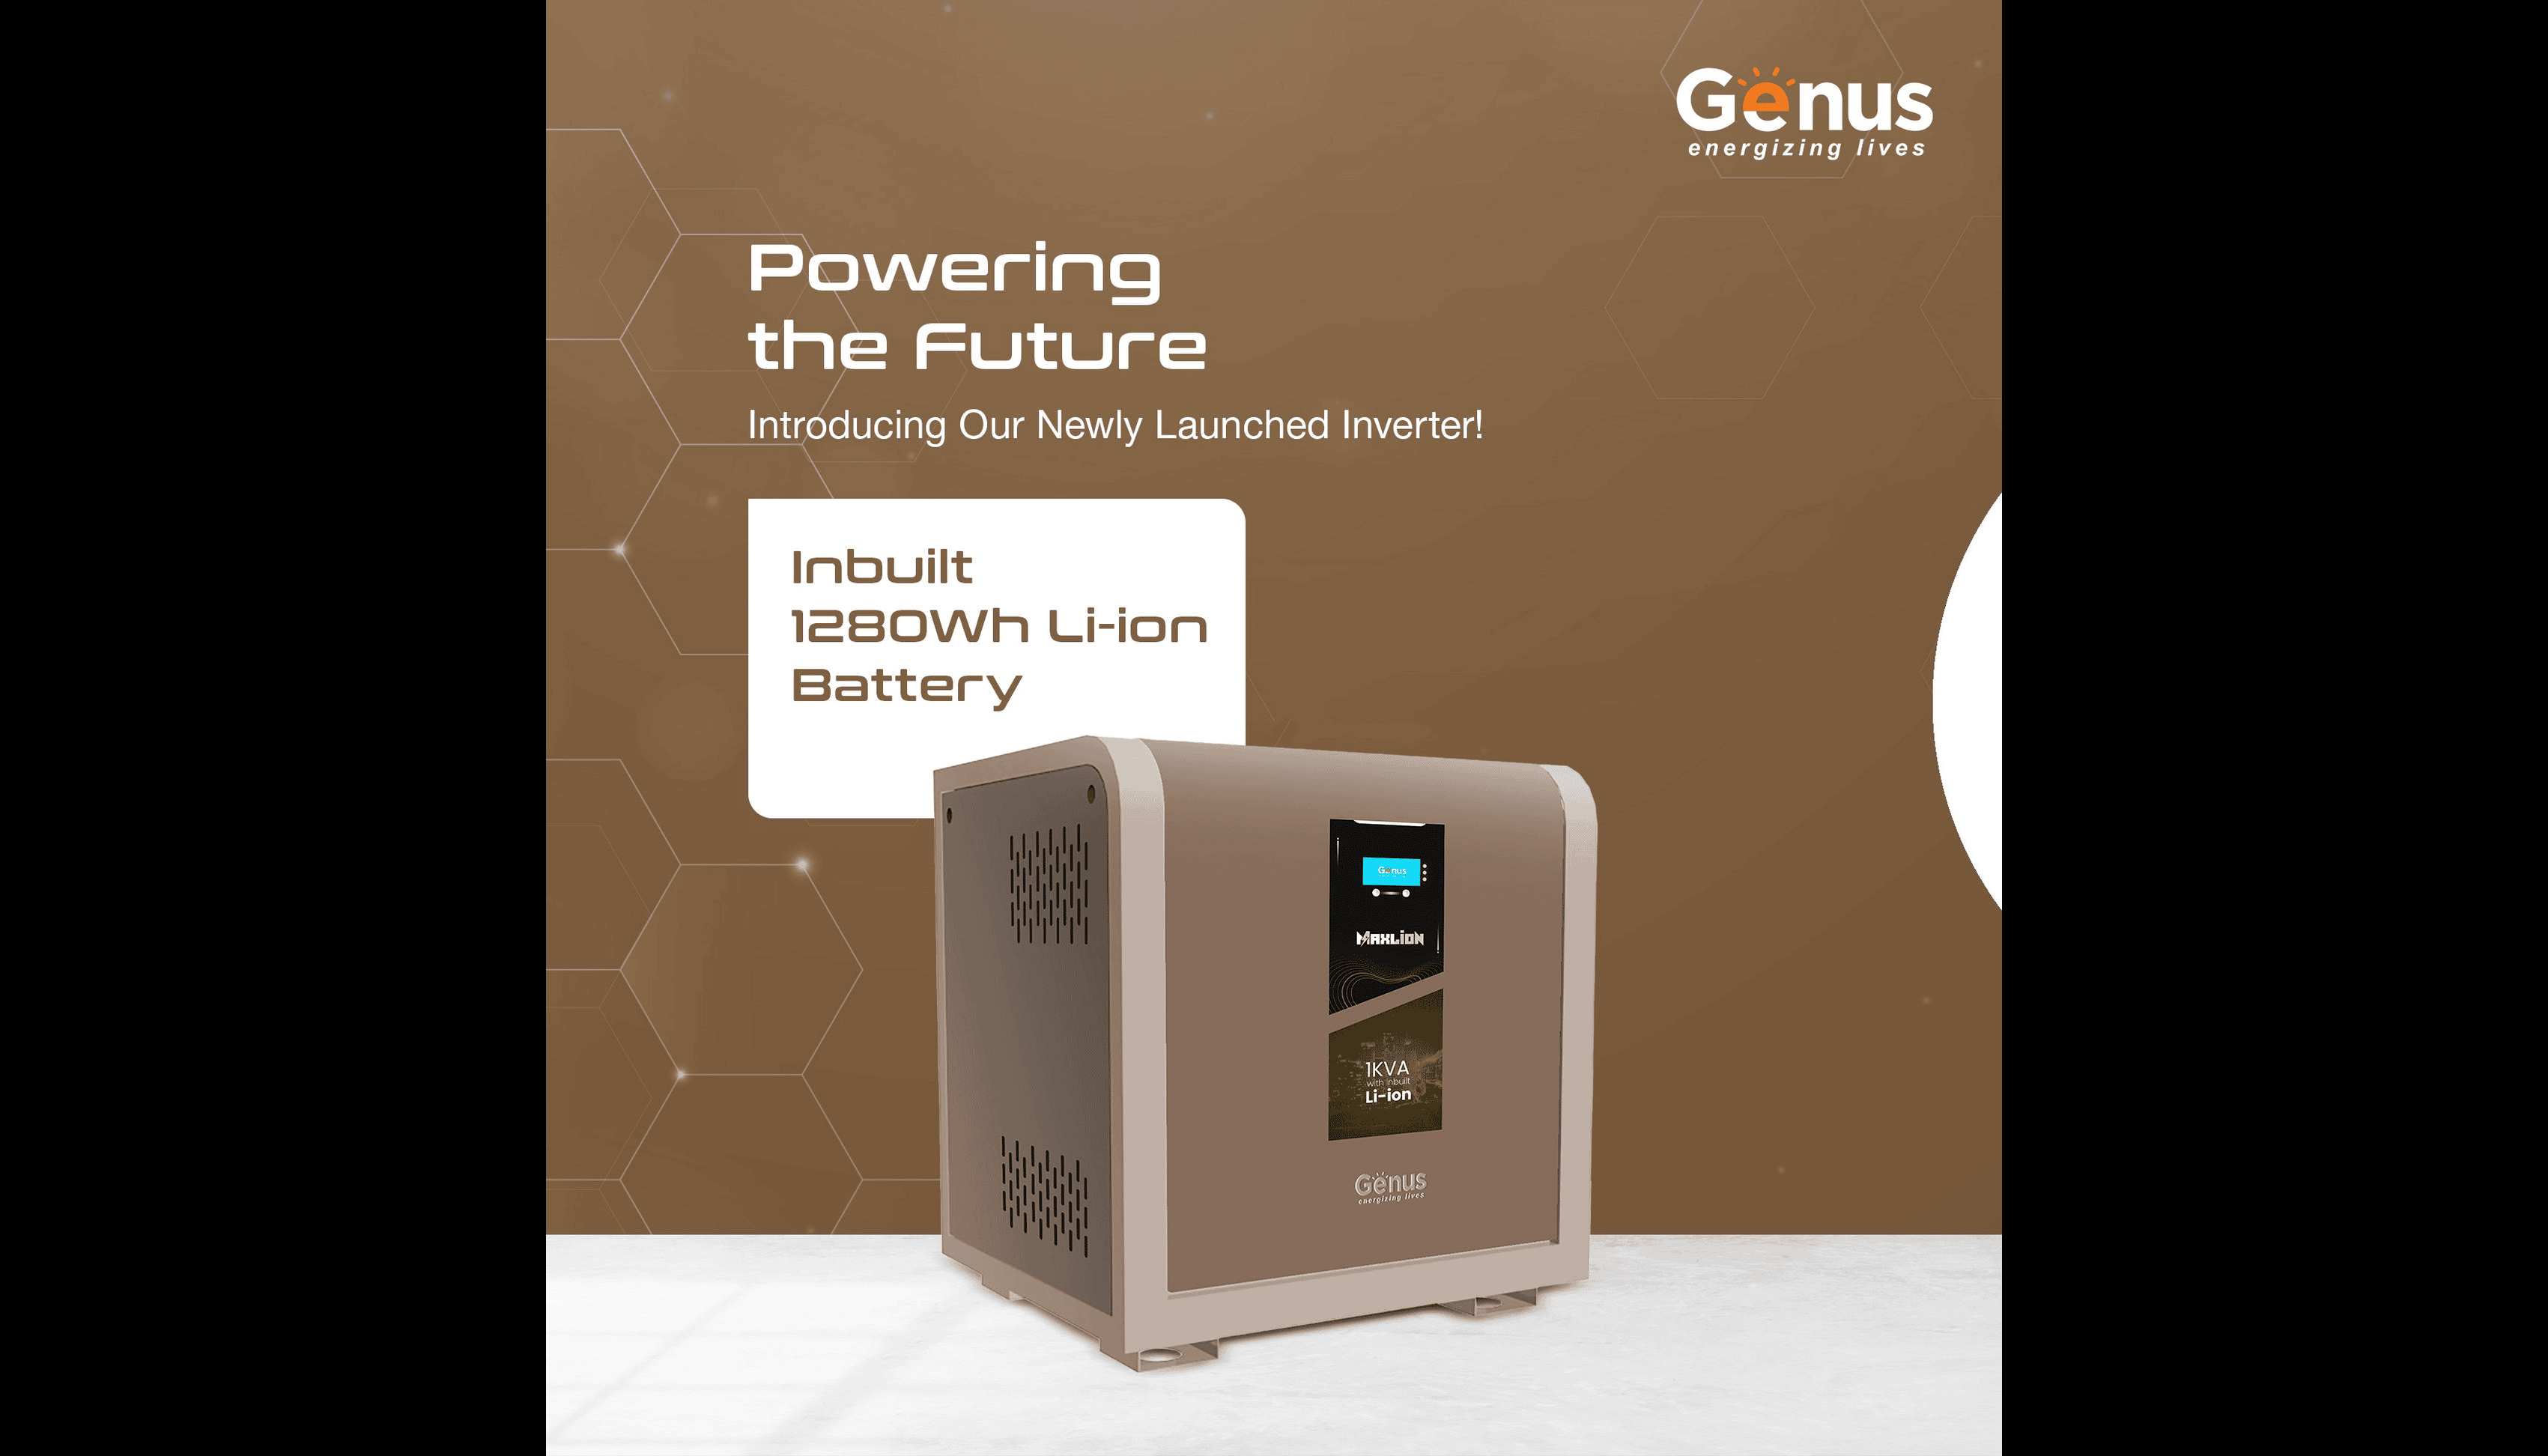 Genus
energizing lives
Powering
the Future
Introducing Our Newly Launched Inverter!
Inbuilt
1280Wh Li-ion
Battery
Genus
MAXLiON
1KVA
with inbuilt
Li-ion
Genus
energizing lives